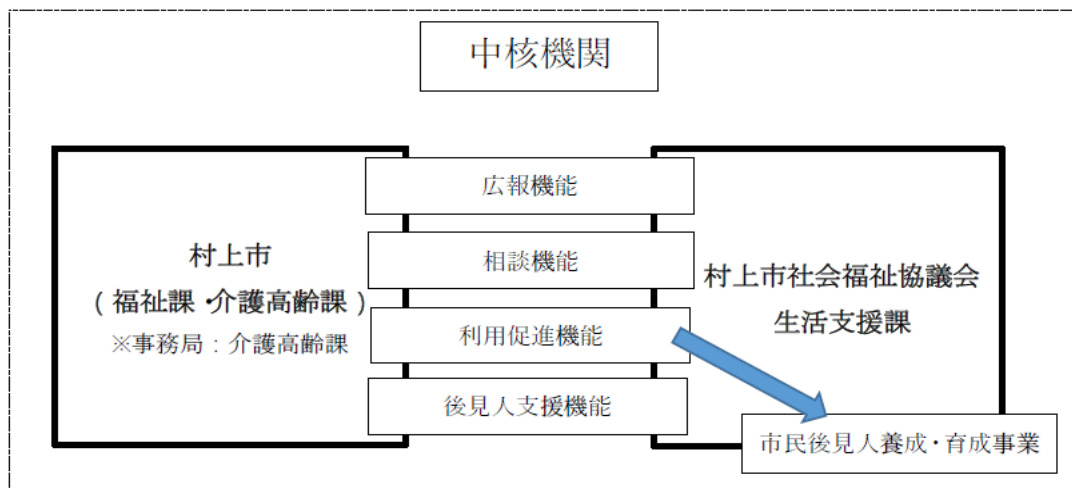 中核機関
村上市
（福祉課・介護高齢課）
※事務局：介護高齢課
広報機能
相談機能
利用促進機能
後見人支援機能
村上市社会福祉協議会
生活支援課
市民後見人養成・育成事業